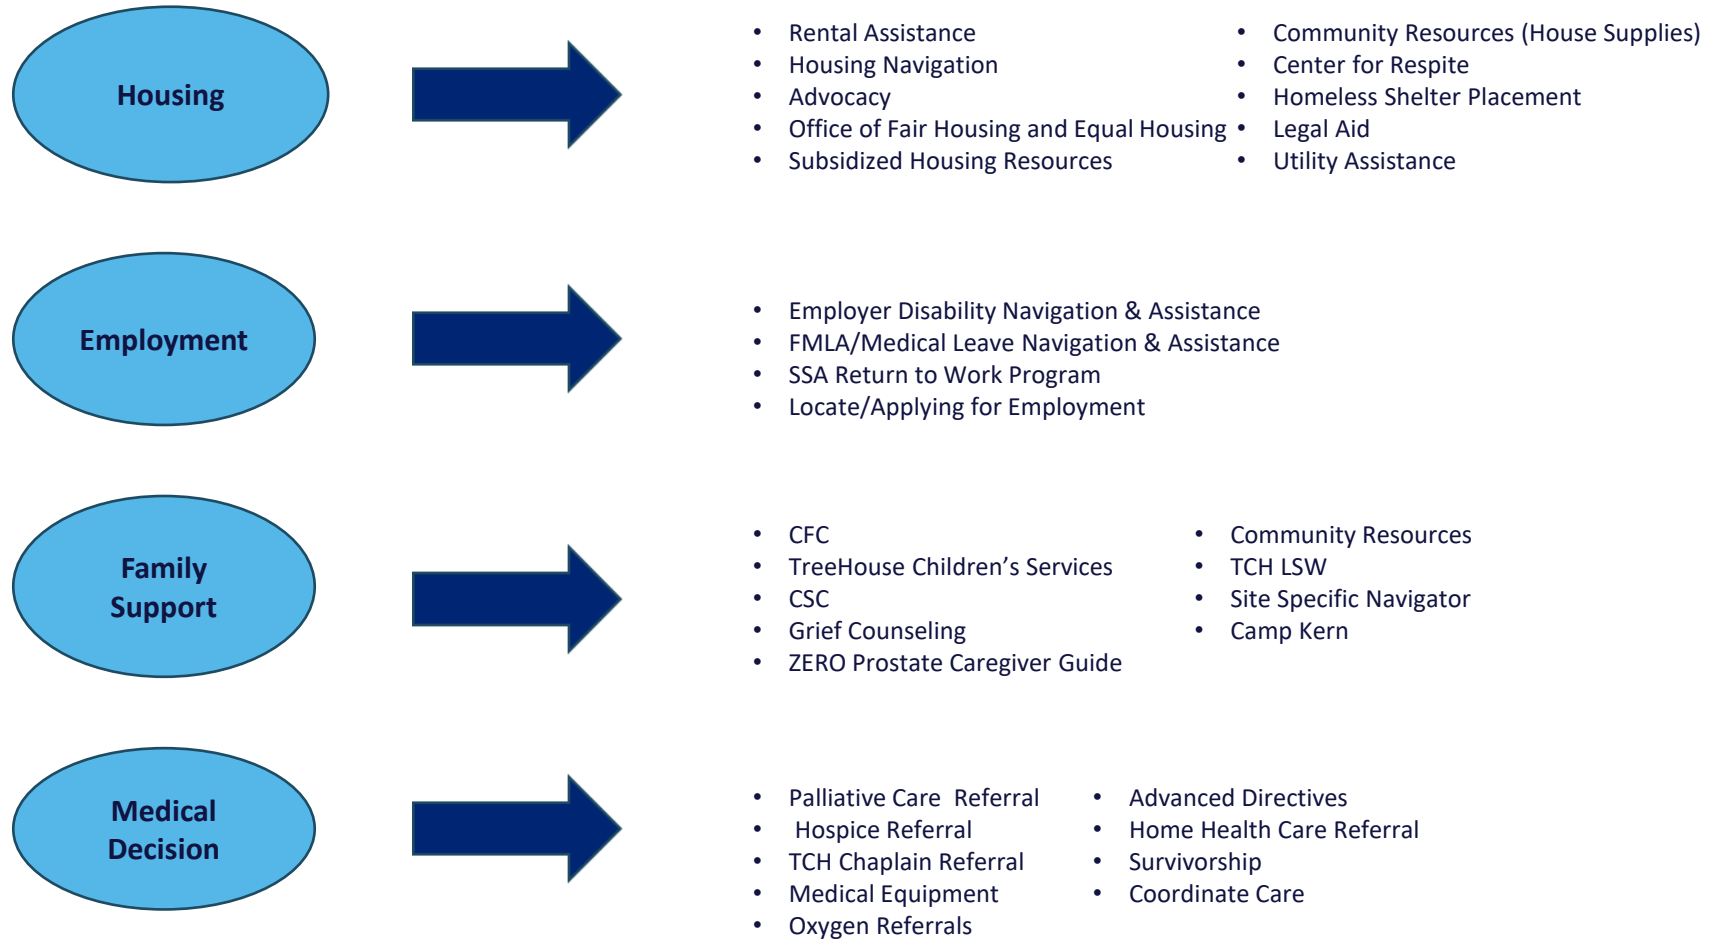 Housing
Rental Assistance
Housing Navigation
Advocacy
Office of Fair Housing and Equal Housing
Subsidized Housing Resources
Community Resources (House Supplies)
Center for Respite
Homeless Shelter Placement
Legal Aid
Utility Assistance
Employment
Employer Disability Navigation & Assistance
FMLA/Medical Leave Navigation & Assistance
SSA Return to Work Program
Locate/Applying for Employment
Family
Support
CFC
TreeHouse Children’s Services
CSC
Grief Counseling
ZERO Prostate Caregiver Guide
Community Resources
TCH LSW
Site Specific Navigator
Camp Kern
Medical
Decision
Palliative Care  Referral
Hospice Referral
TCH Chaplain Referral
Medical Equipment
Oxygen Referrals
Advanced Directives
Home Health Care Referral
Survivorship
Coordinate Care